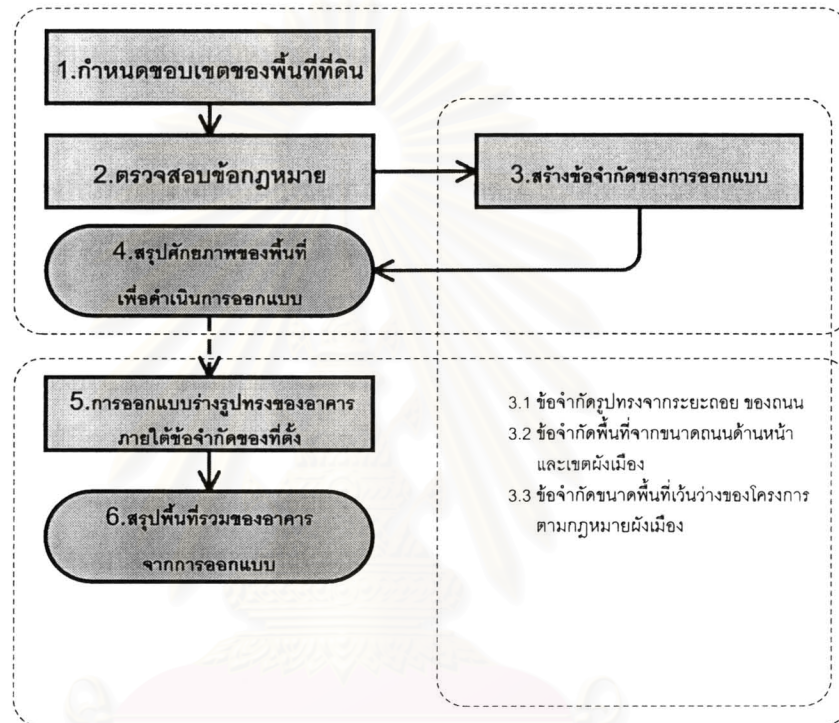 1.กำหนดขอบเขตของพื้นที่ที่ดิน
2.ตรวจสอบข้อกฎหมาย
3.สร้างข้อจำกัดของการออกแบบ
4.สรุปศักยภาพของพื้นที่
เพื่อดำเนินการออกแบบ
5.การออกแบบร่างรูปทรงของอาคาร
ภายใต้ข้อจำกัดของที่ตั้ง
3.1 ข้อจำกัดรูปทรงจากระยะถอย ของถนน
3.2 ข้อจำกัดพื้นที่จากขนาดถนนด้านหน้า
และเขตผังเมือง
3.3 ข้อจำกัดขนาดพื้นที่เว้นว่างของโครงการ
ตามกฎหมายผังเมือง
6.สรุปพื้นที่รวมของอาคาร
จากการออกแบบ